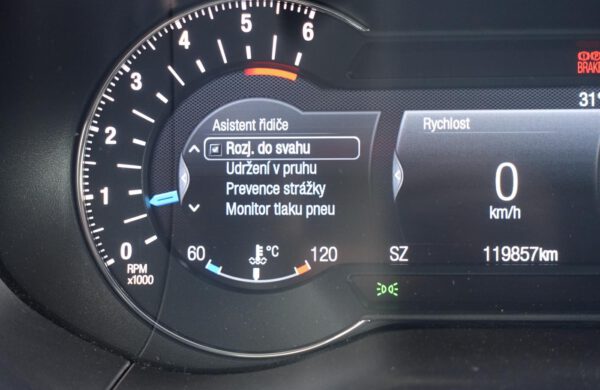 5
6
4
BRAKE
3
31°
Asistent řidiče
Rychlost
2
Rozj. do svahu
Udržení v pruhu
0
1
Prevence strážky
km/h
Monitor tlaku pneu
0
60
°C
120
SZ
119857km
RPM
x1000